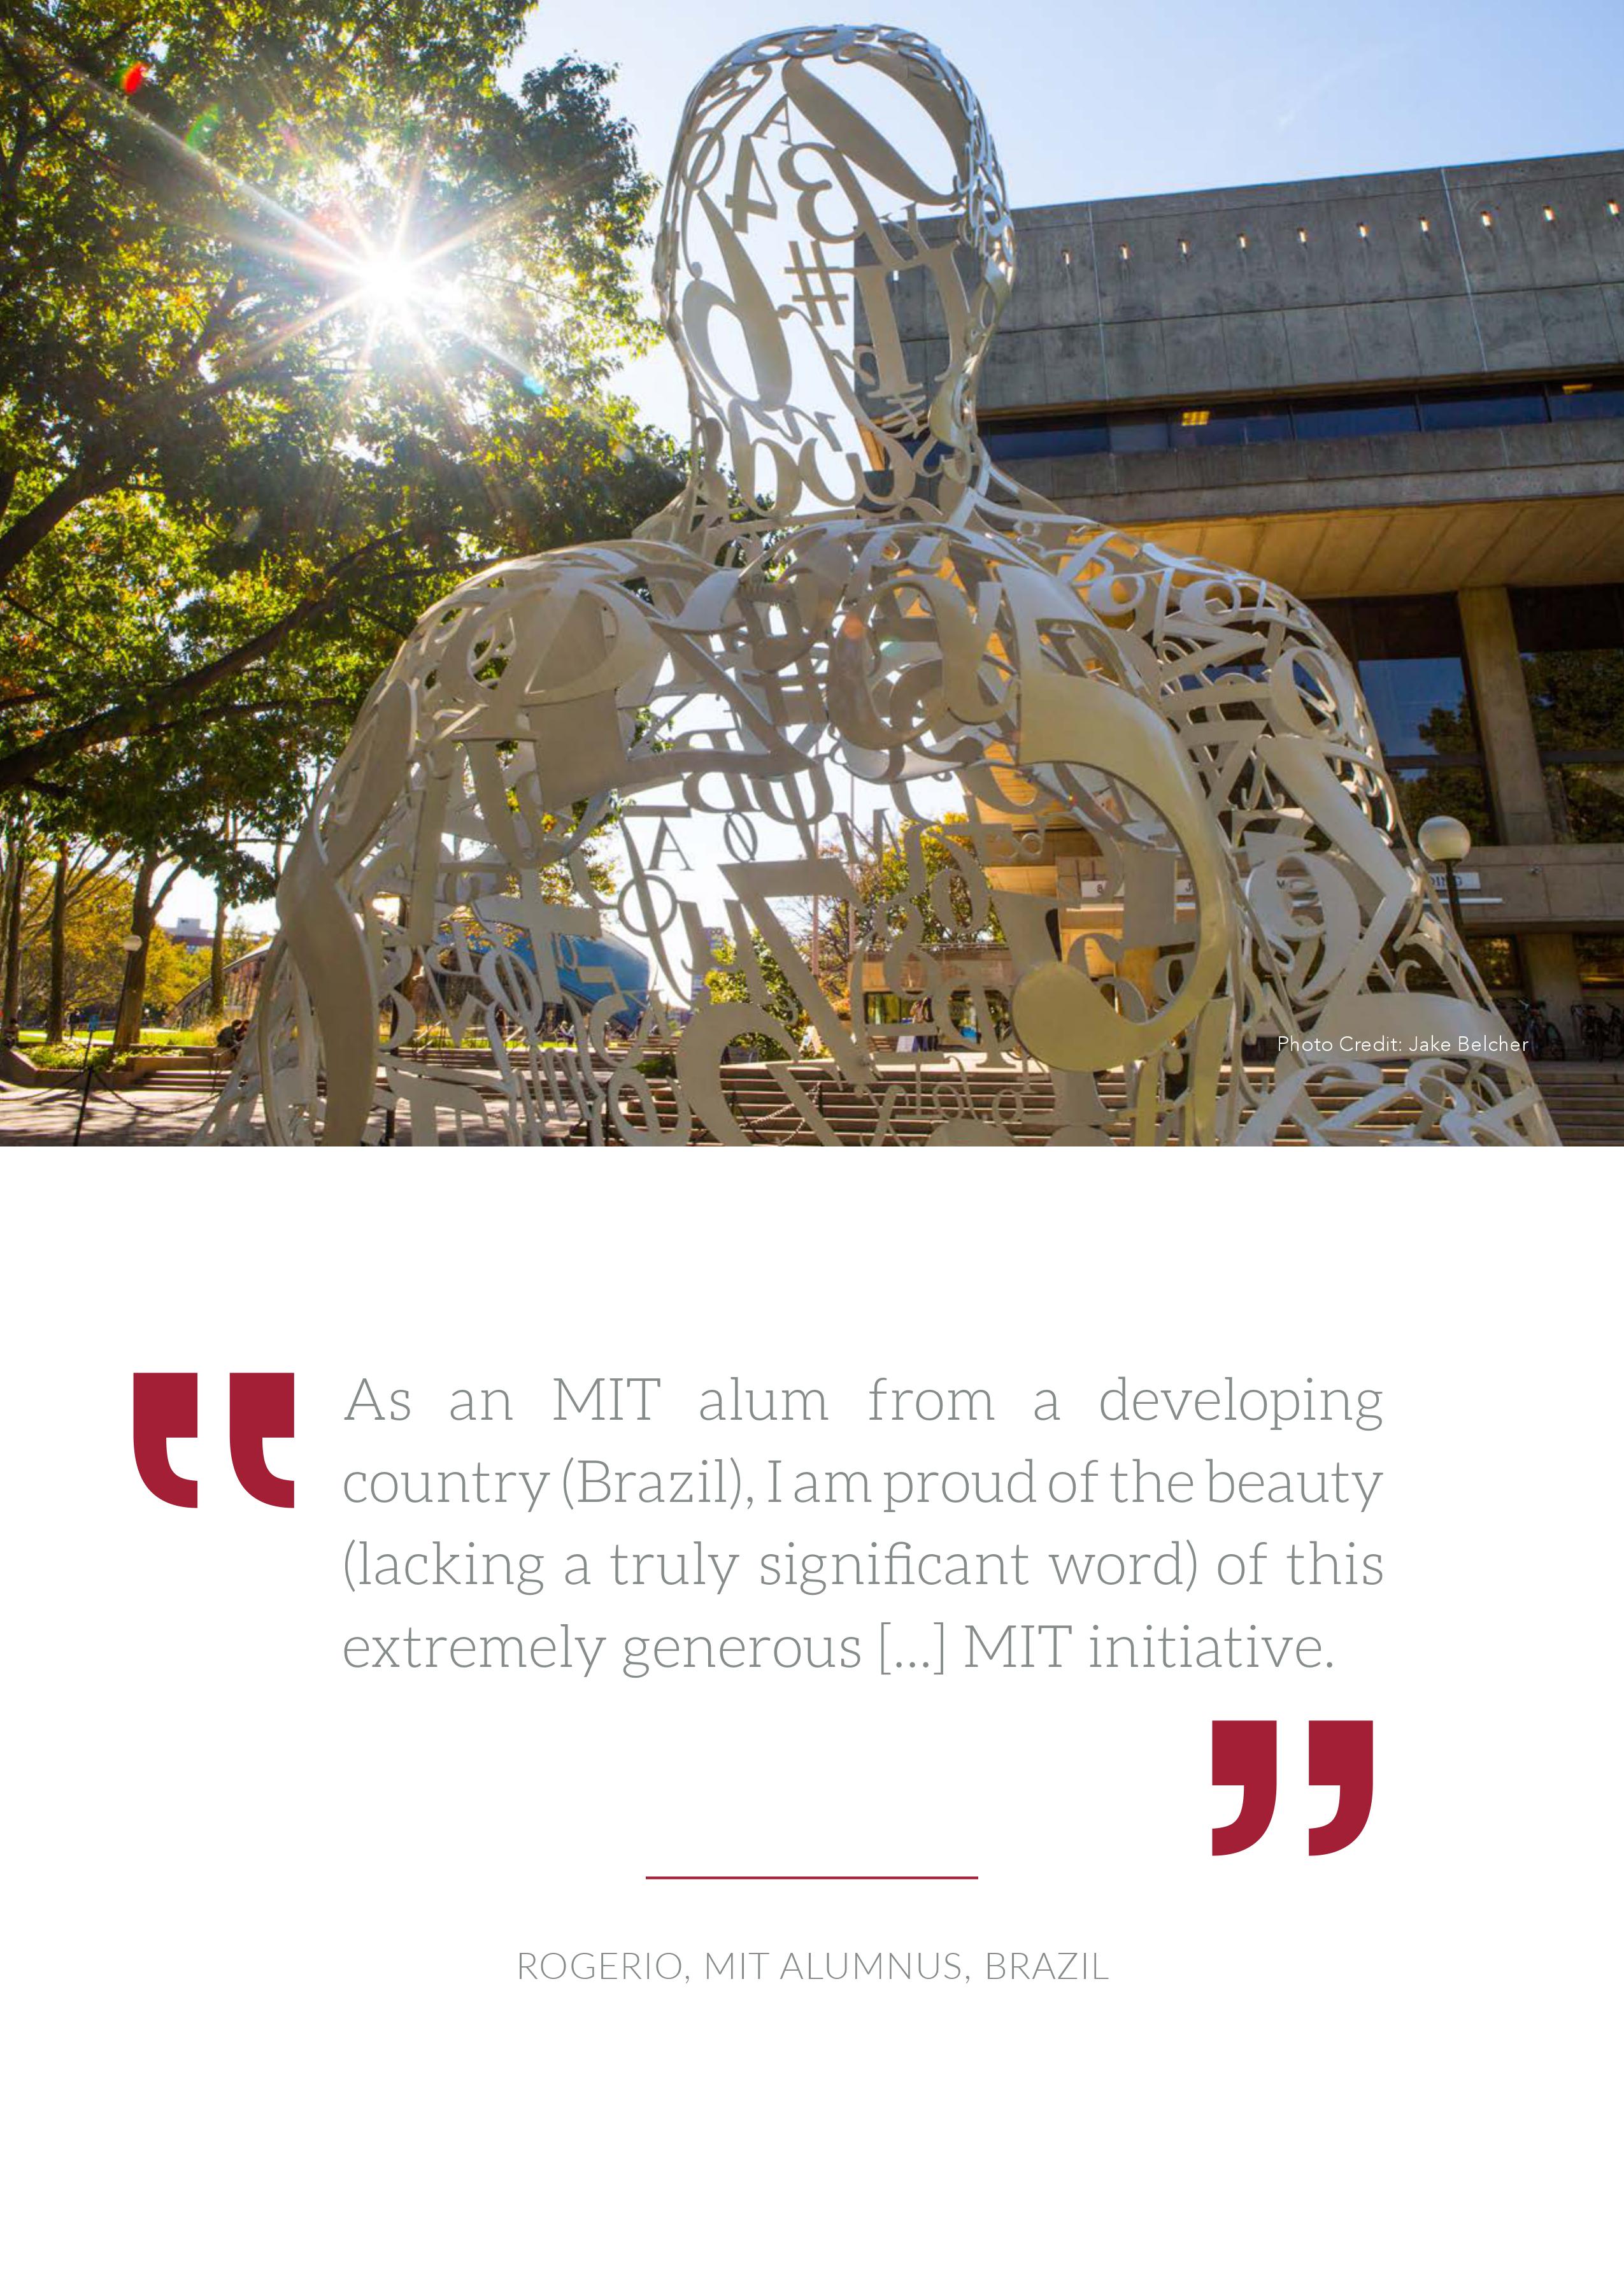 Photo Credit: Jake Belcher
As an MIT alum from a developing
country (Brazil), I am proud of the beauty
(lacking a truly significant word) of this
extremely generous [...] MIT initiative.
ROGERIO, MIT ALUMNUS, BRAZIL